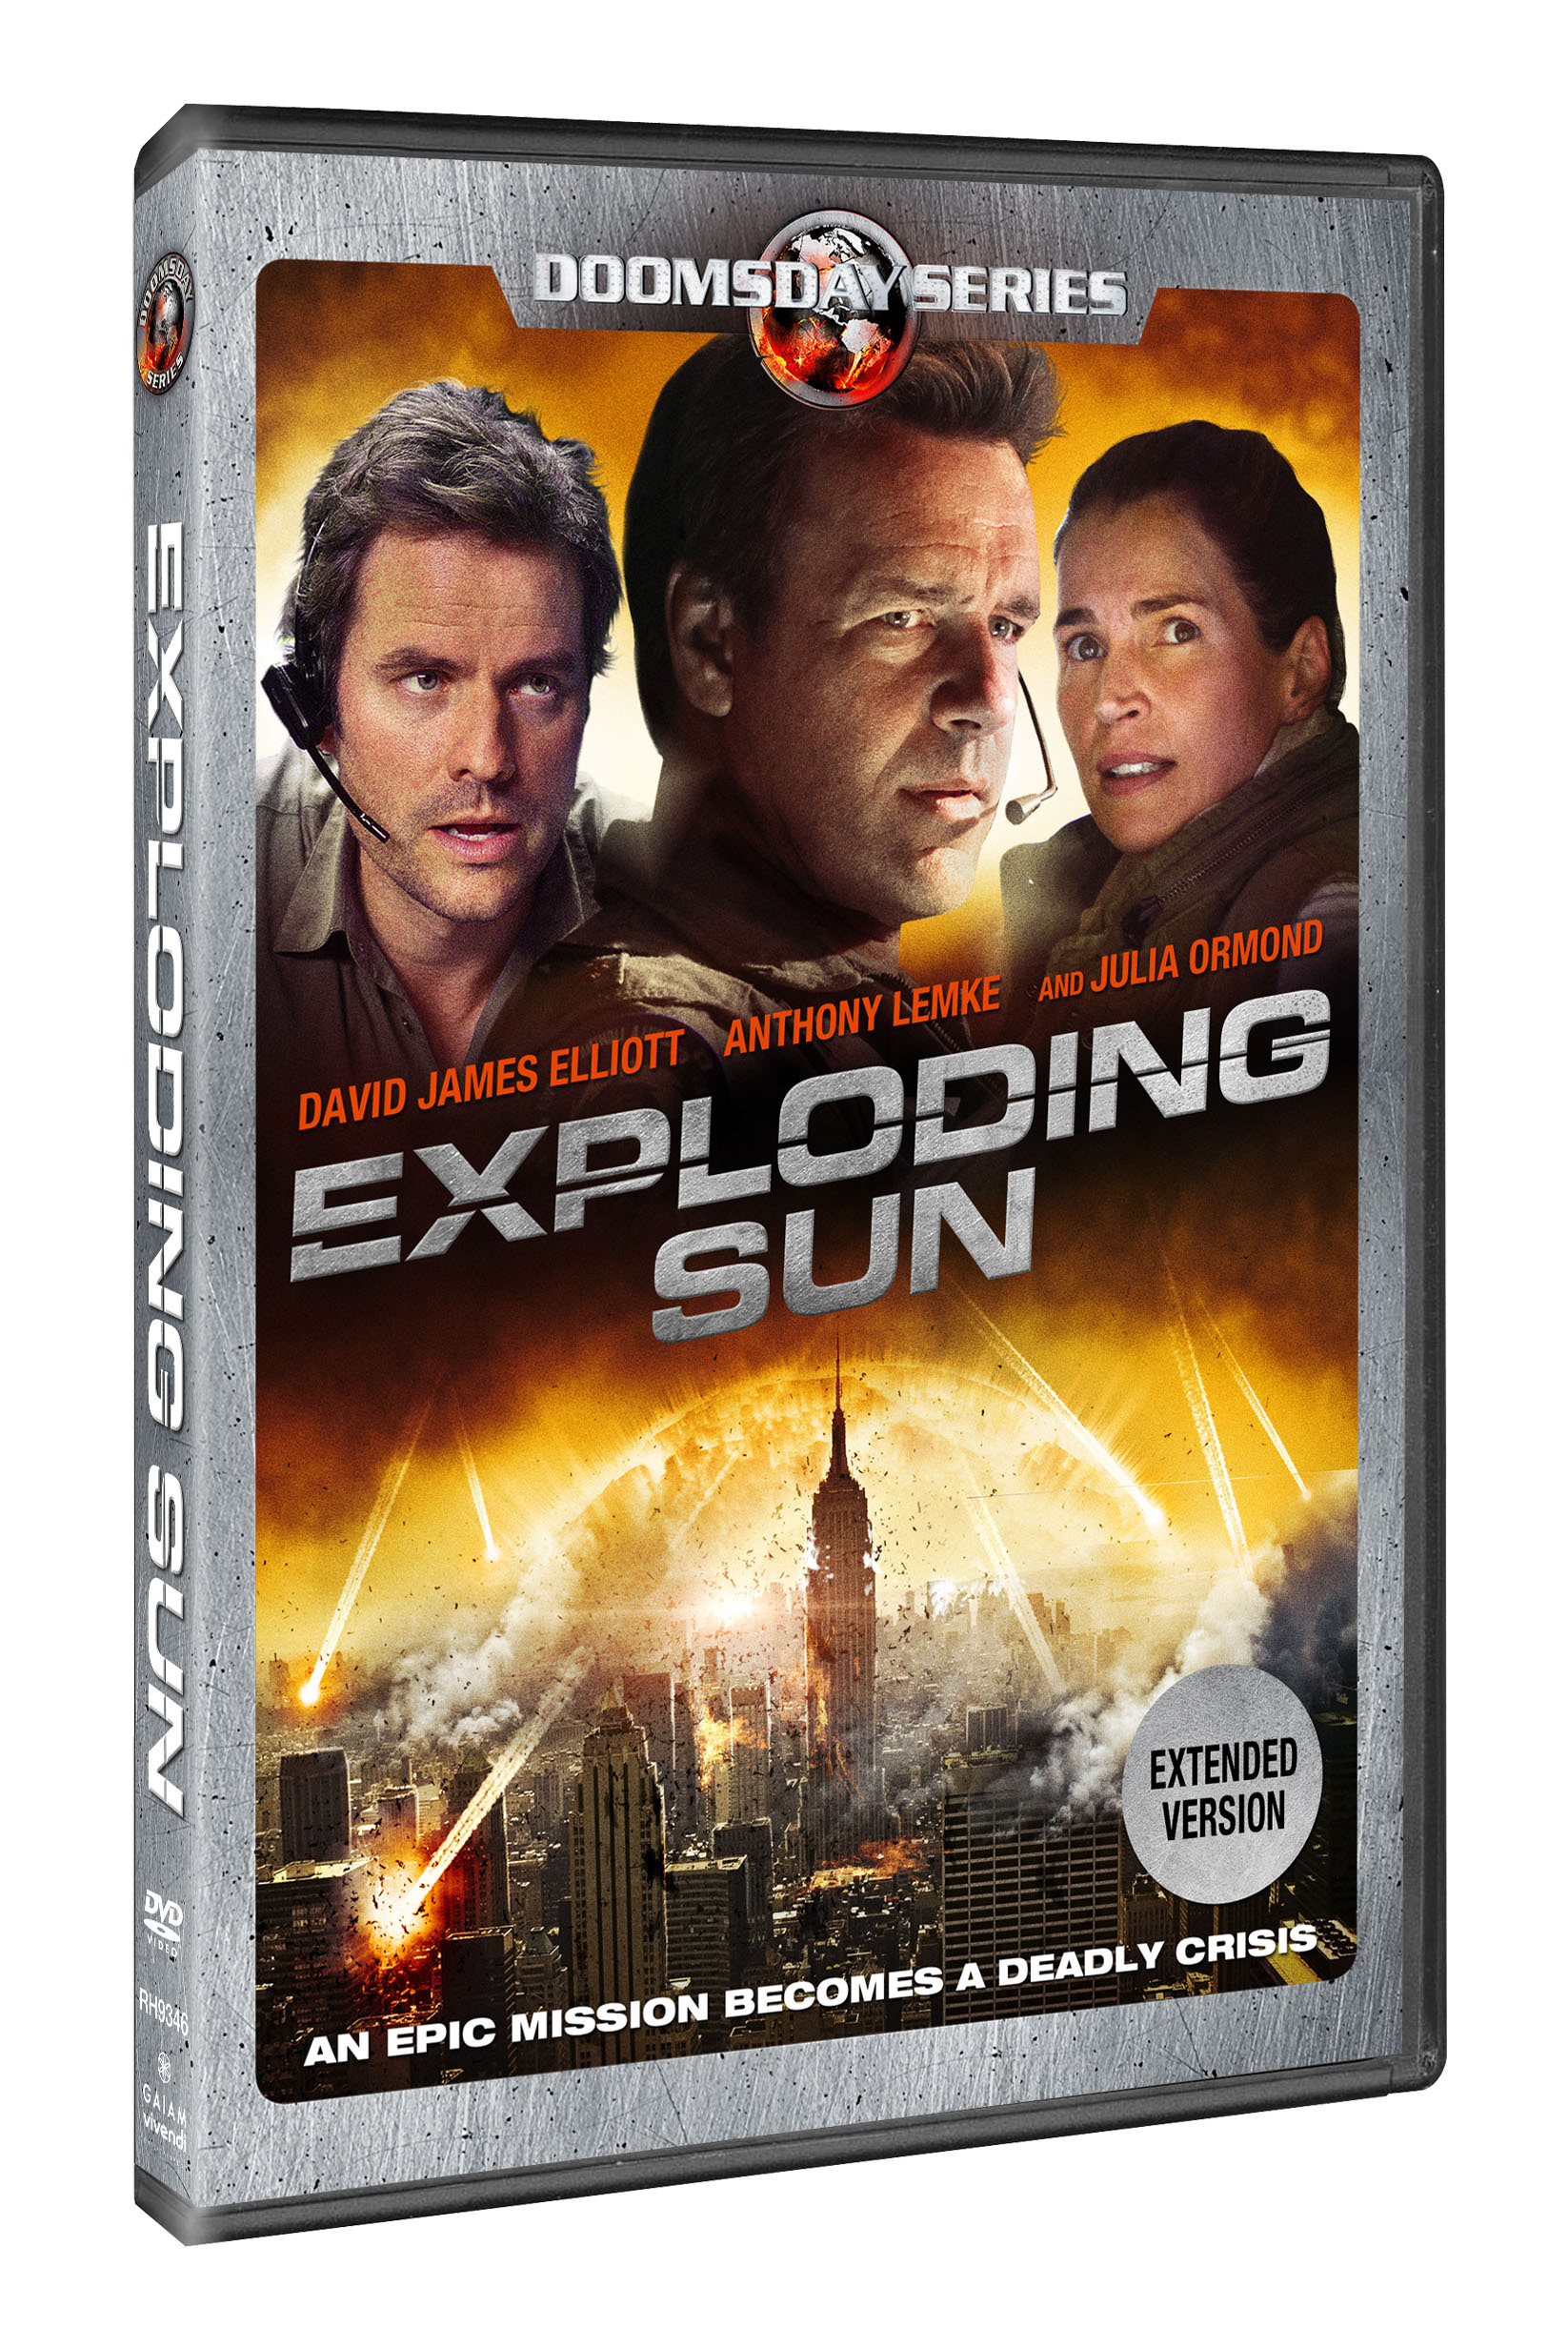 DOOMSDAY SERIES
DAVID JAMES ELLIOTT ANTHONY LEMKE AND JULIA ORMOND
EXPLODING
SUN
EXTENDED
VERSION
AN EPIC MISSION BECOMES A DEADLY CRISIS
DOOMSDAY
SERIES
EXPLODING SUN
DVD
VIDEO
RH9346
GAIAM
vivendi